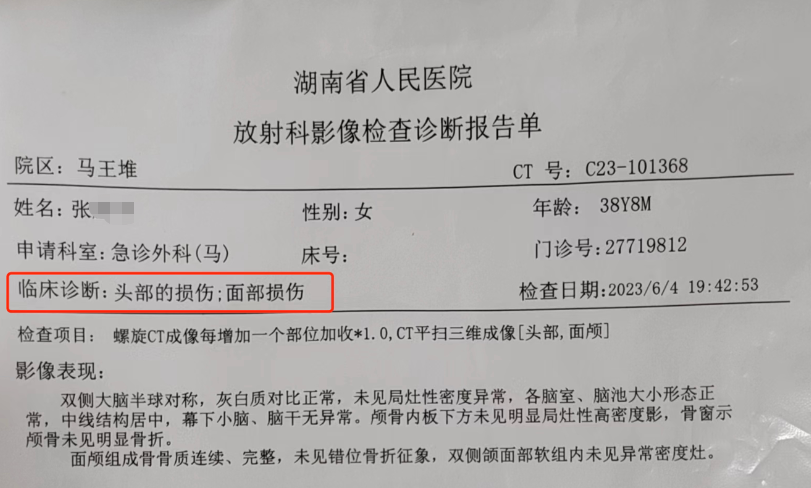 湖南省人民医院
放射科影像检查诊断报告单
院区: 马王堆 CT 号: C23-101368
姓名: 张 性别: 女 年龄: 38Y8M
申请科室: 急诊外科(马) 床号: 门诊号: 27719812
临床诊断: 头部的损伤;面部损伤 检查日期: 2023/6/4 19:42:53
检查项目: 螺旋CT成像每增加一个部位加收*1.0,CT平扫三维成像[头部,面颅]
影像表现:
双侧大脑半球对称，灰白质对比正常，未见局灶性密度异常，各脑室、脑池大小形态正
常，中线结构居中，幕下小脑、脑干无异常。颅骨内板下方未见明显局灶性高密度影，骨窗示
颅骨未见明显骨折。
面颅组成骨骨质连续、完整，未见错位骨折征象，双侧颌面部软组内未见异常密度灶。